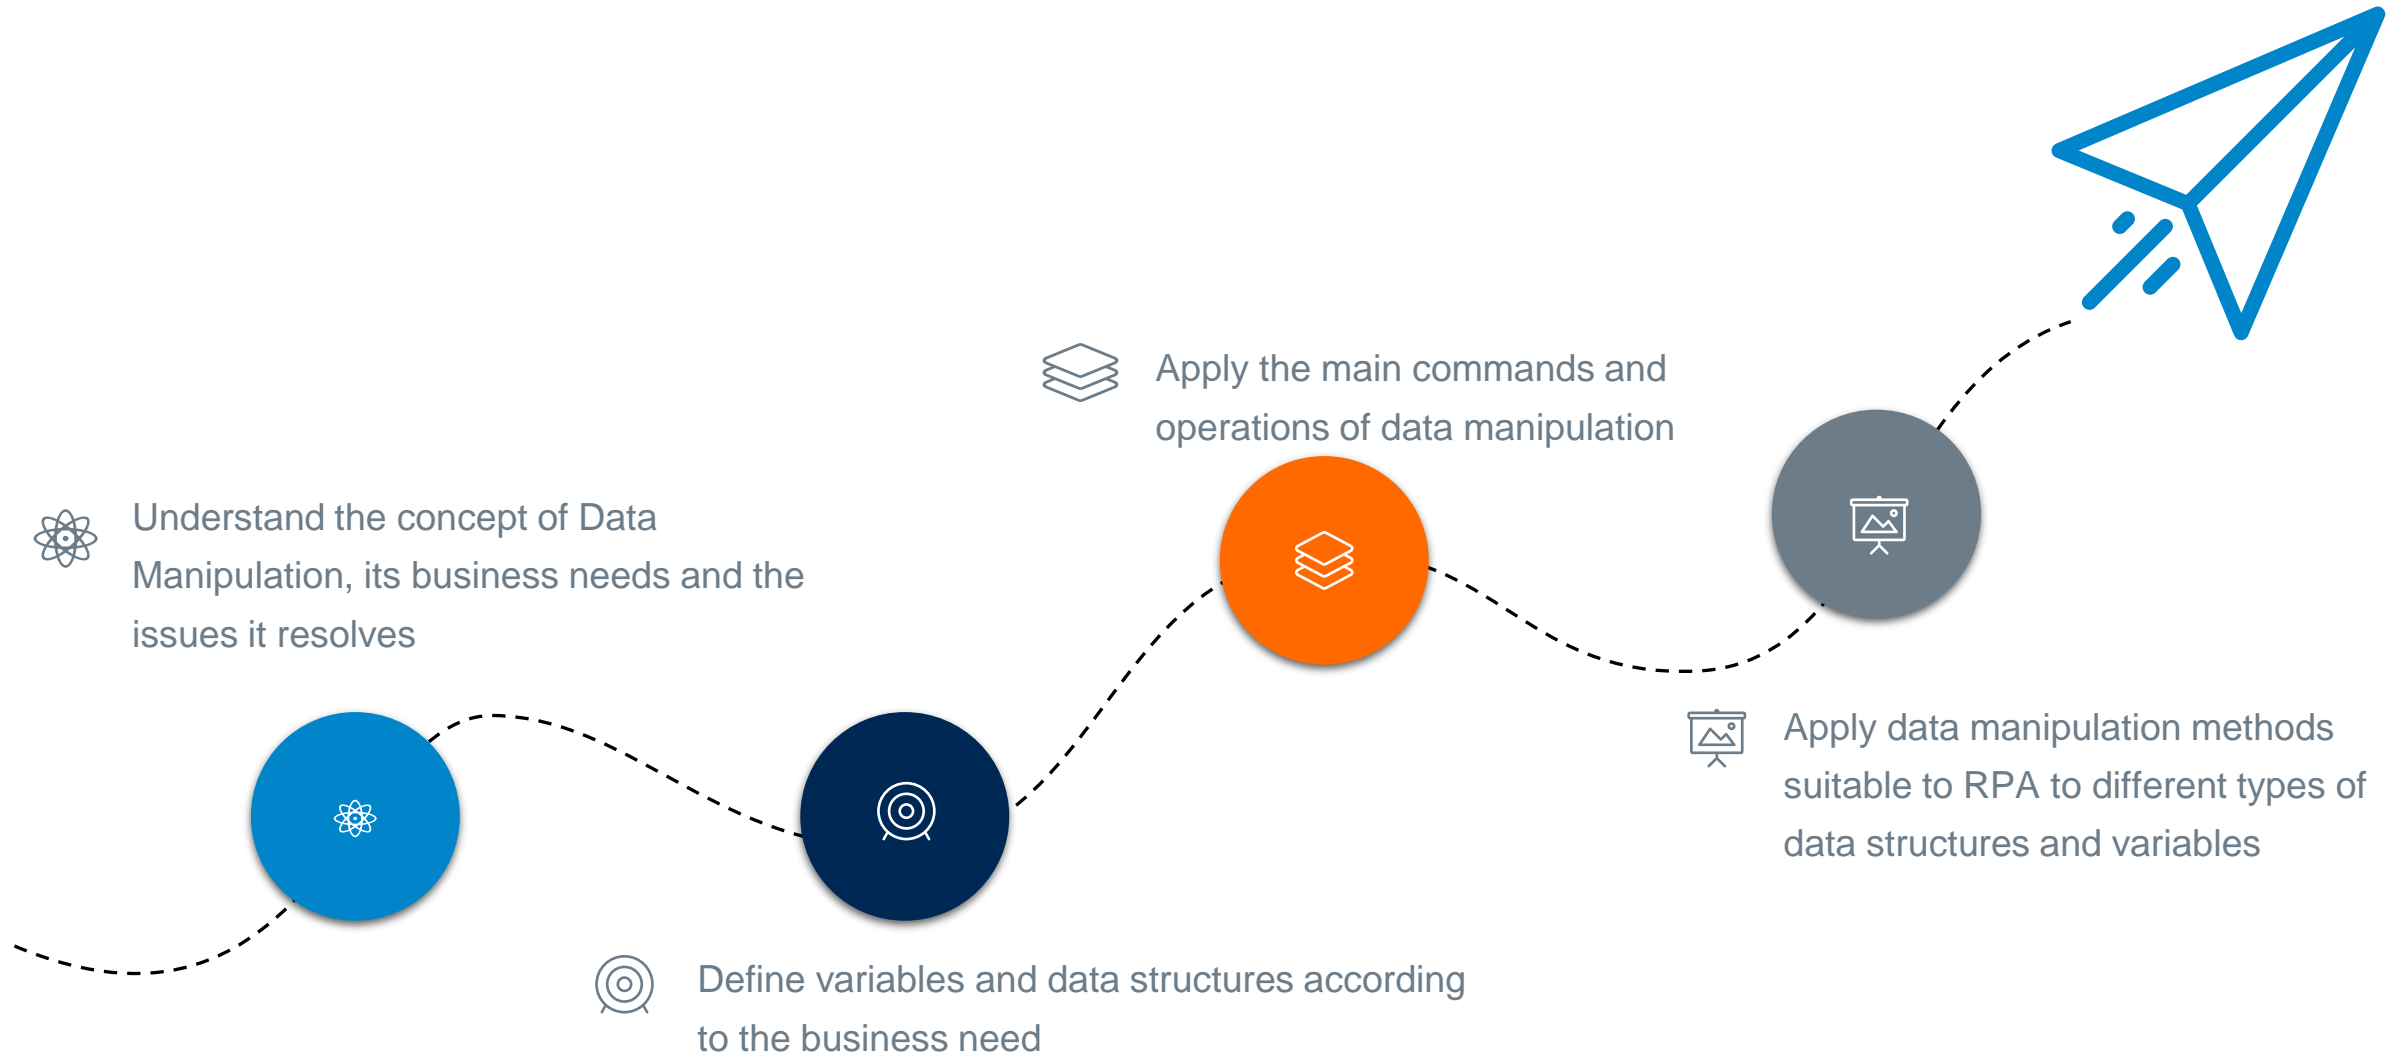 Understand the concept of Data
Manipulation, its business needs and the
issues it resolves
Define variables and data structures according
to the business need
Apply the main commands and
operations of data manipulation
Apply data manipulation methods
suitable to RPA to different types of
data structures and variables